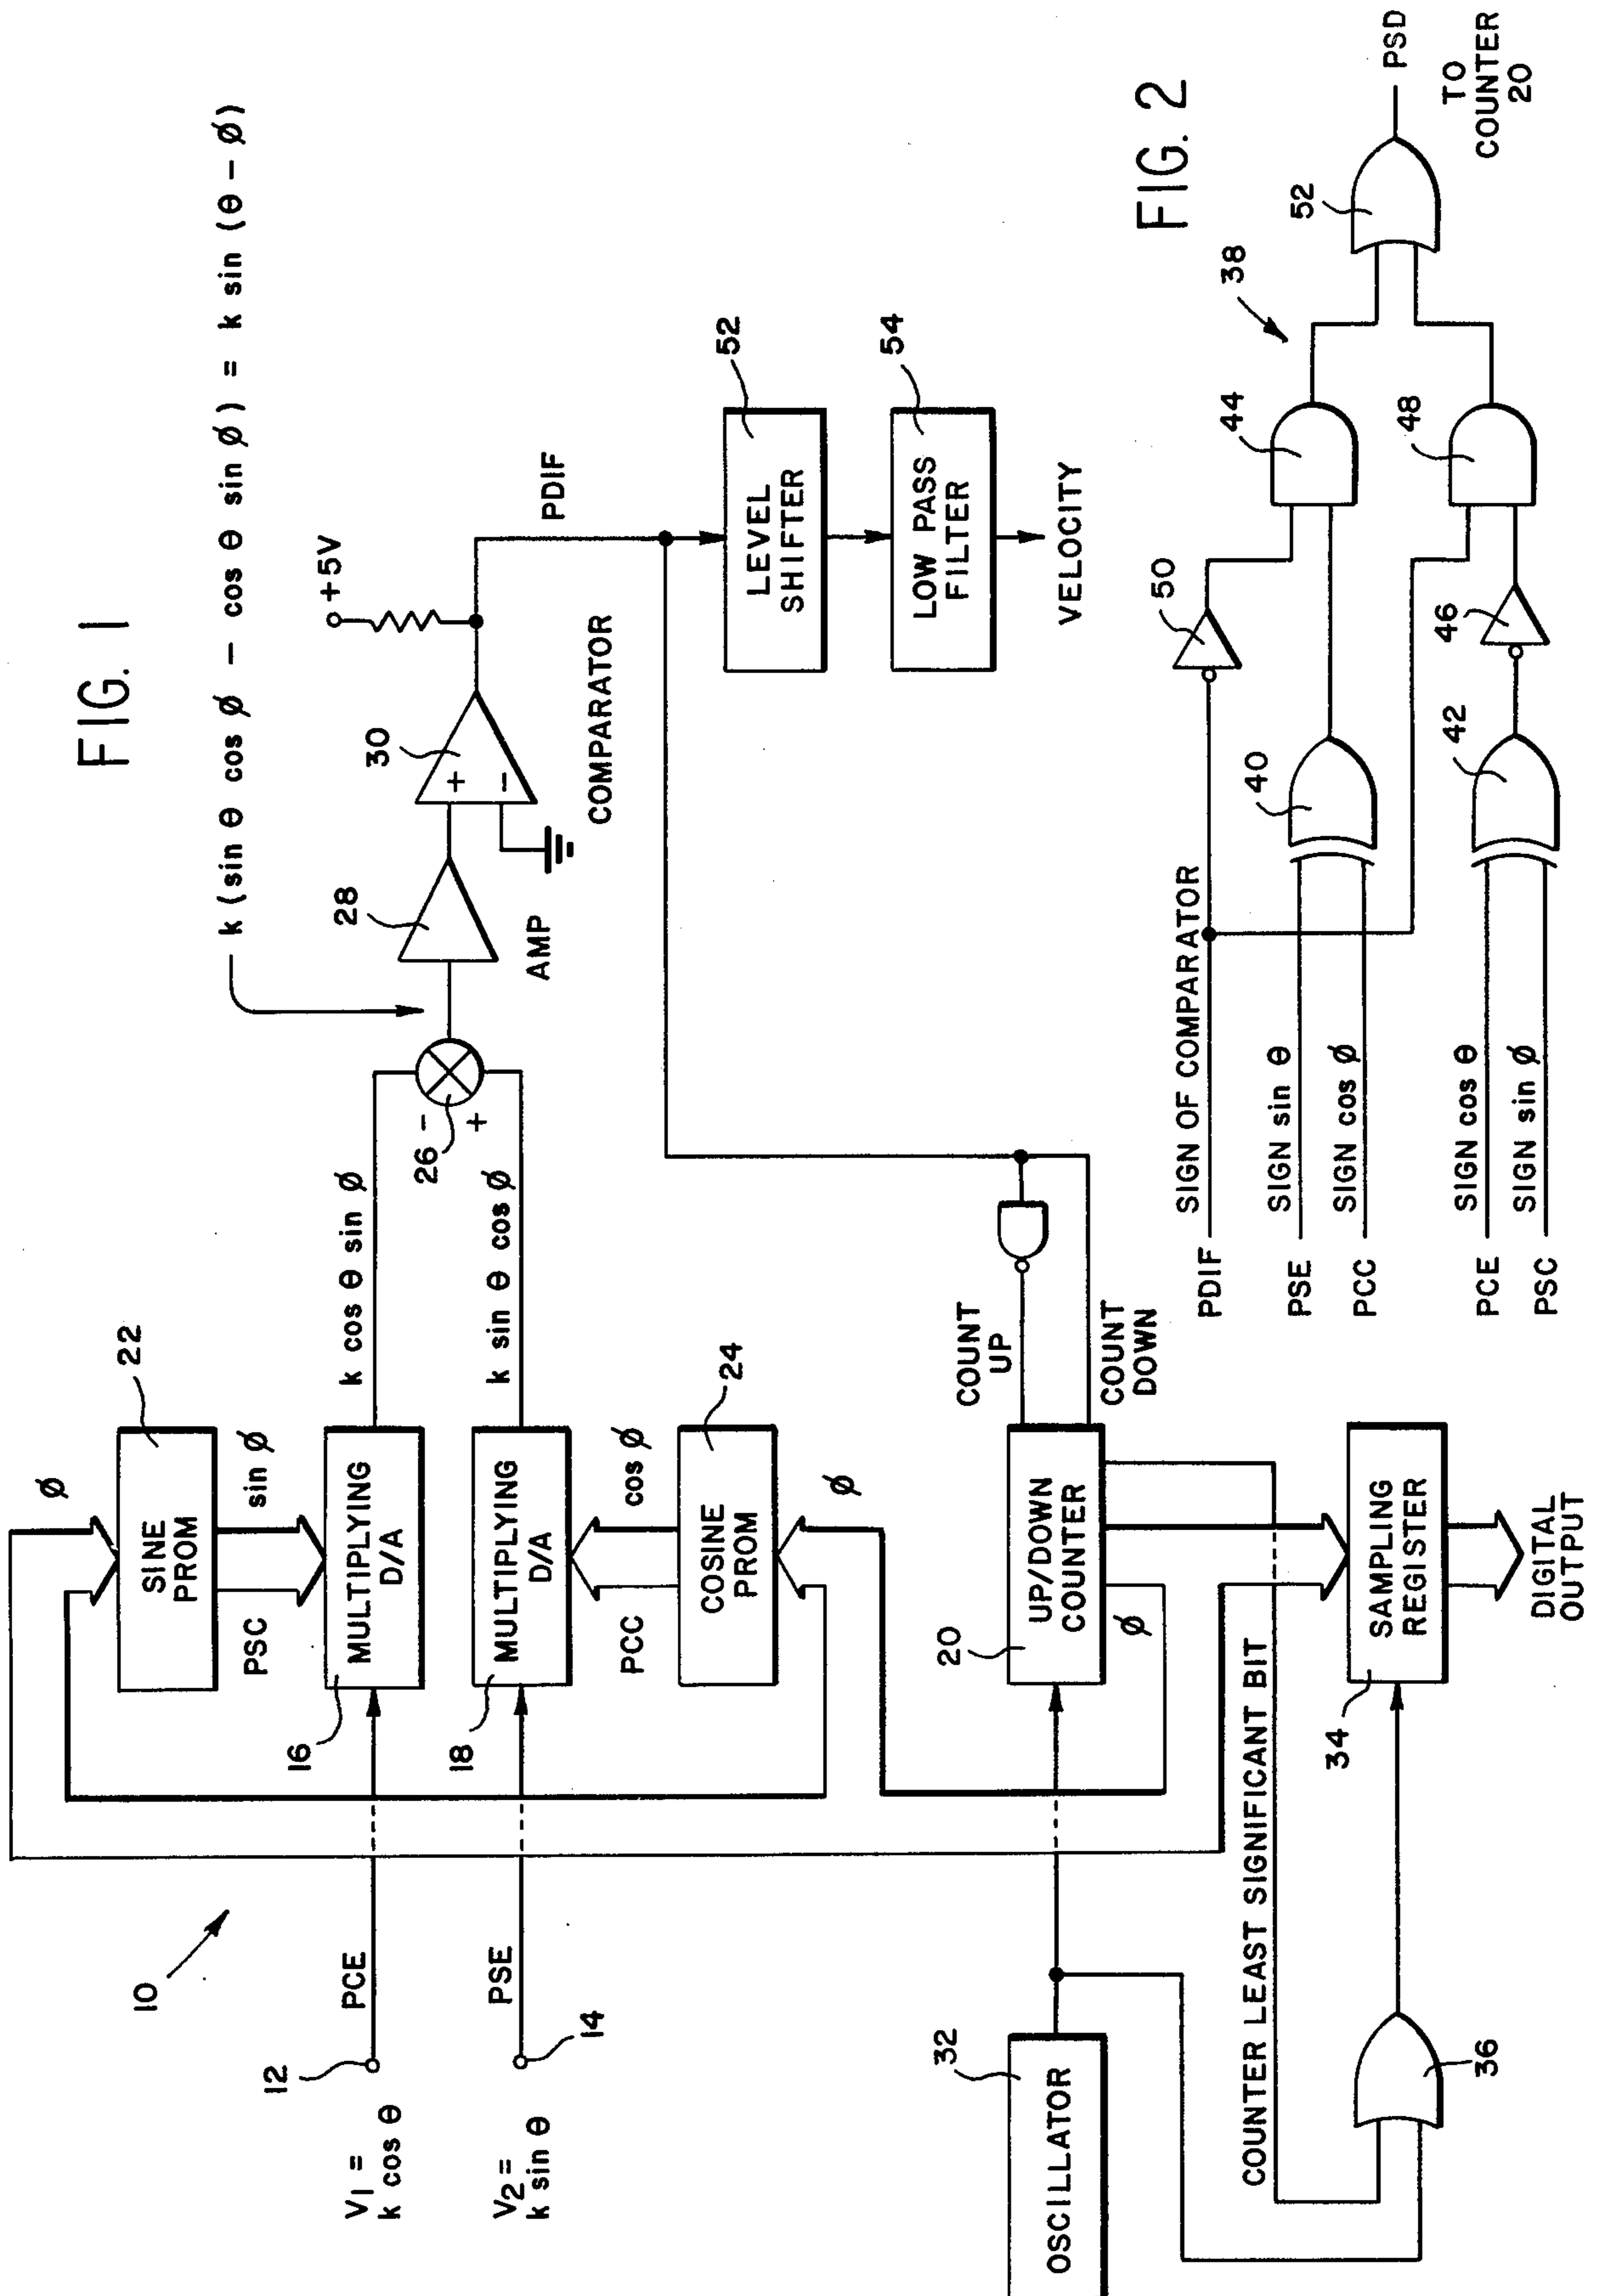 FIG. 1
k (sin θ cos ø − cos θ sin ø) = k sin (θ − ø)
10
12
V1 =
k cos θ
PCE
14
V2 =
k sin θ
PSE
ø
22
SINE
PROM
PSC
sin ø
16
MULTIPLYING
D/A
k cos θ sin ø
18
MULTIPLYING
D/A
k sin θ cos ø
PCC
cos ø
COSINE
PROM
24
ø
26
−
+
28
AMP
30
+
−
COMPARATOR
+5V
PDIF
52
LEVEL
SHIFTER
54
LOW PASS
FILTER
VELOCITY
COUNT
UP
COUNT
DOWN
20
UP/DOWN
COUNTER
ø
32
OSCILLATOR
COUNTER LEAST SIGNIFICANT BIT
34
SAMPLING
REGISTER
36
DIGITAL
OUTPUT
FIG. 2
38
PDIF
SIGN OF COMPARATOR
PSE
SIGN sin θ
PCC
SIGN cos ø
PCE
SIGN cos θ
PSC
SIGN sin ø
50
40
42
46
44
48
52
PSD
TO
COUNTER
20